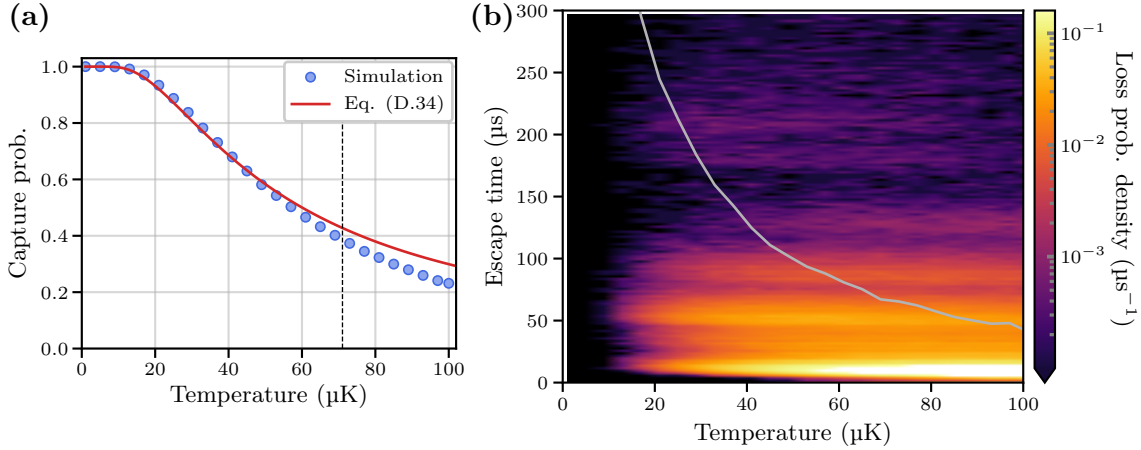 (a)
Capture prob.
1.0
0.8
0.6
0.4
0.2
0.0
Simulation
Eq. (D.34)
0 20 40 60 80 100
Temperature (µK)
(b)
Escape time (µs)
300
250
200
150
100
50
0
0 20 40 60 80 100
Temperature (µK)
10⁻¹
10⁻²
10⁻³
Loss prob. density (µs⁻¹)